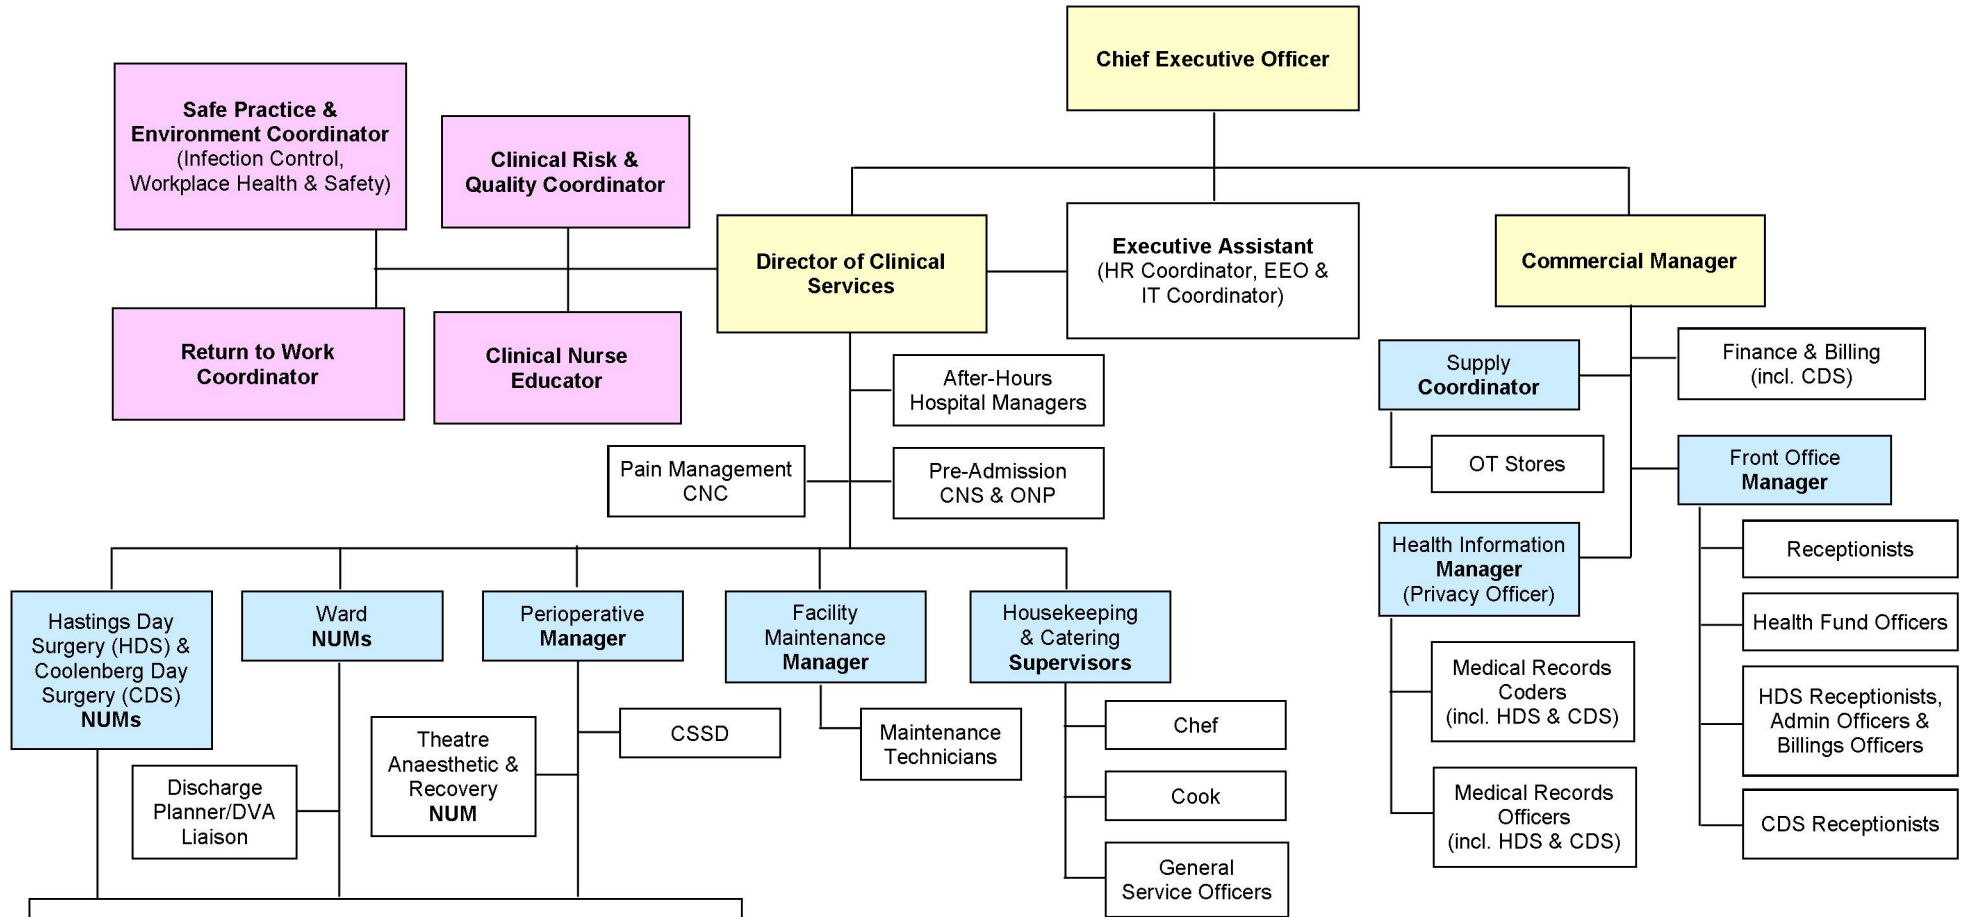 Chief Executive Officer
Safe Practice &
Environment Coordinator
(Infection Control,
Workplace Health & Safety)
Clinical Risk &
Quality Coordinator
Director of Clinical
Services
Executive Assistant
(HR Coordinator, EEO &
IT Coordinator)
Commercial Manager
Return to Work
Coordinator
Clinical Nurse
Educator
After-Hours
Hospital Managers
Supply
Coordinator
Finance & Billing
(incl. CDS)
Pain Management
CNC
Pre-Admission
CNS & ONP
OT Stores
Front Office
Manager
Health Information
Manager
(Privacy Officer)
Receptionists
Health Fund Officers
Hastings Day
Surgery (HDS) &
Coolenberg Day
Surgery (CDS)
NUMs
Ward
NUMs
Perioperative
Manager
Facility
Maintenance
Manager
Housekeeping
& Catering
Supervisors
Medical Records
Coders
(incl. HDS & CDS)
HDS Receptionists,
Admin Officers &
Billings Officers
Discharge
Planner/DVA
Liaison
Theatre
Anaesthetic &
Recovery
NUM
CSSD
Maintenance
Technicians
Chef
Cook
General
Service Officers
Medical Records
Officers
(incl. HDS & CDS)
CDS Receptionists